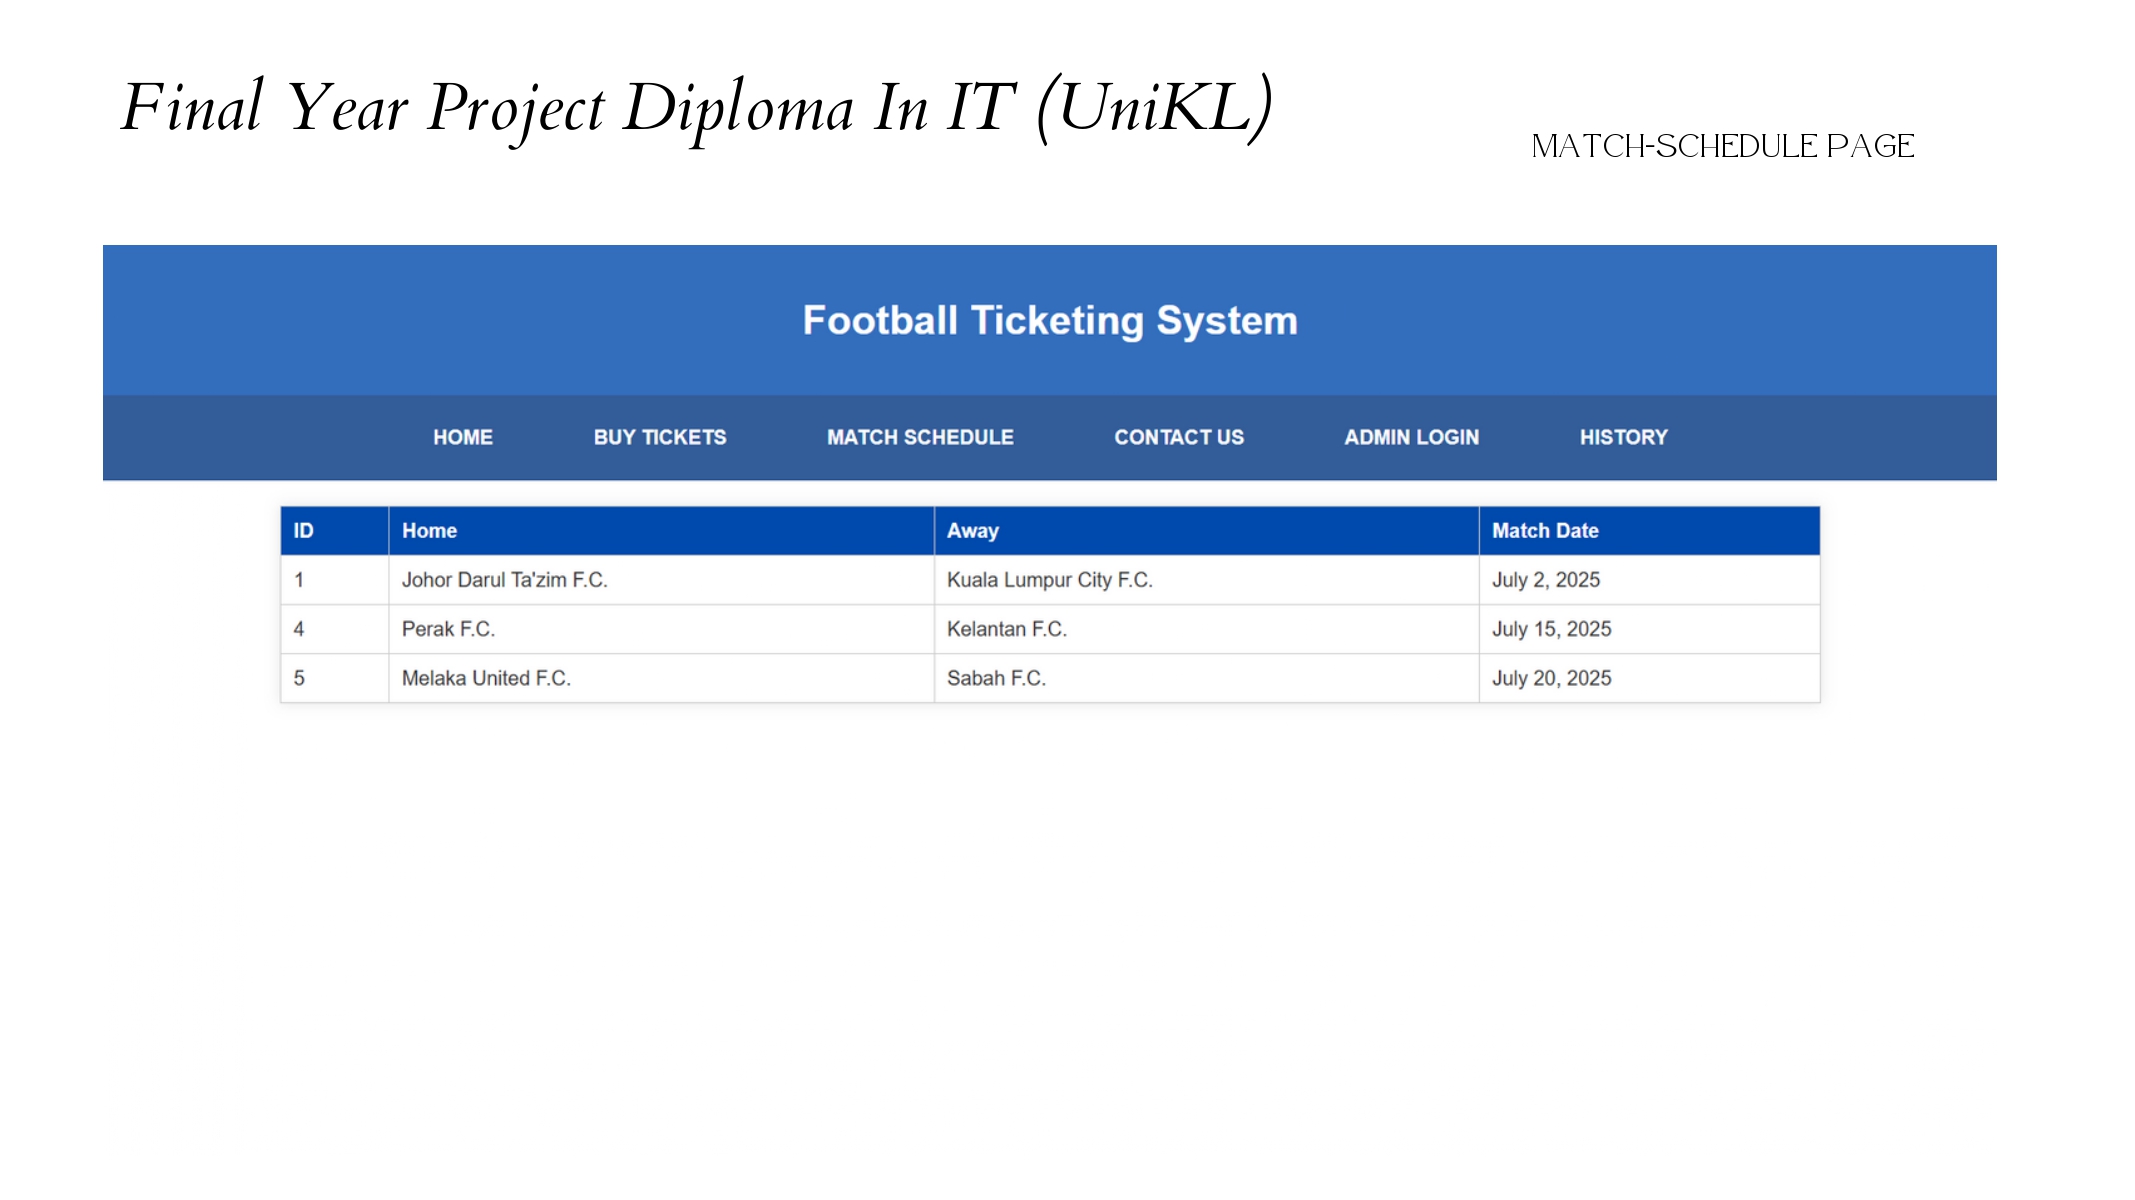 Final Year Project Diploma In IT (UniKL)
MATCH-SCHEDULE PAGE
Football Ticketing System
HOME BUY TICKETS MATCH SCHEDULE CONTACT US ADMIN LOGIN HISTORY
ID Home Away Match Date
1 Johor Darul Ta'zim F.C. Kuala Lumpur City F.C. July 2, 2025
4 Perak F.C. Kelantan F.C. July 15, 2025
5 Melaka United F.C. Sabah F.C. July 20, 2025